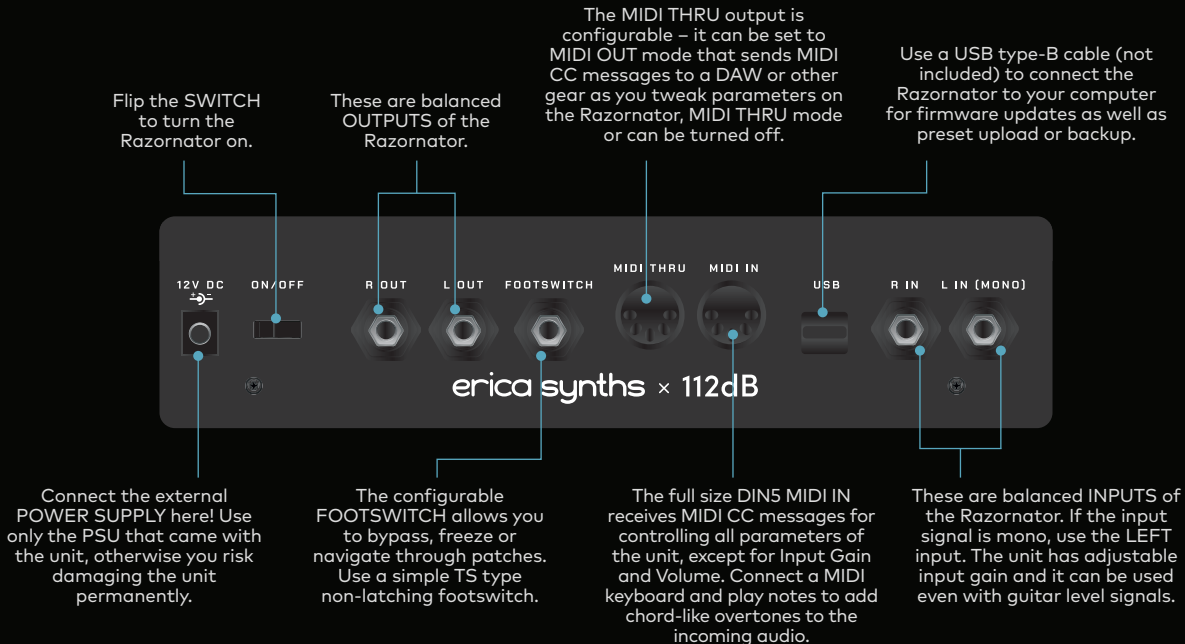 The MIDI THRU output is
configurable – it can be set to
MIDI OUT mode that sends MIDI
CC messages to a DAW or other
gear as you tweak parameters on
the Razornator, MIDI THRU mode
or can be turned off.
Use a USB type-B cable (not
included) to connect the
Razornator to your computer
for firmware updates as well as
preset upload or backup.
Flip the SWITCH
to turn the
Razornator on.
These are balanced
OUTPUTS of the
Razornator.
12V DC
+ -
ON/OFF
R OUT
L OUT
FOOTSWITCH
MIDI THRU
MIDI IN
USB
R IN
L IN (MONO)
erica synths × 112dB
Connect the external
POWER SUPPLY here! Use
only the PSU that came with
the unit, otherwise you risk
damaging the unit
permanently.
The configurable
FOOTSWITCH allows you
to bypass, freeze or
navigate through patches.
Use a simple TS type
non-latching footswitch.
The full size DIN5 MIDI IN
receives MIDI CC messages for
controlling all parameters of
the unit, except for Input Gain
and Volume. Connect a MIDI
keyboard and play notes to add
chord-like overtones to the
incoming audio.
These are balanced INPUTS of
the Razornator. If the input
signal is mono, use the LEFT
input. The unit has adjustable
input gain and it can be used
even with guitar level signals.